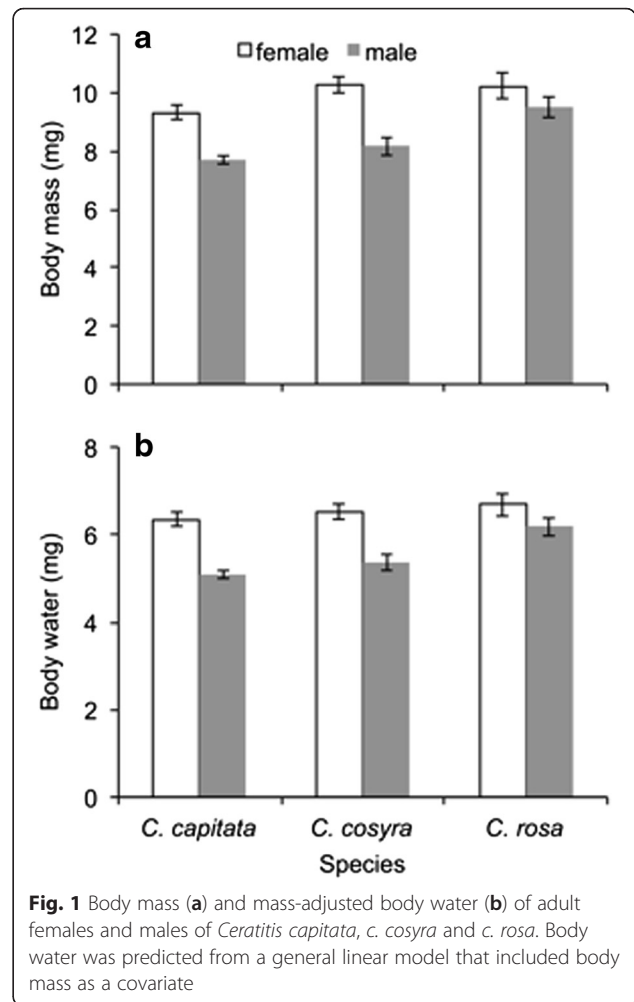 a
female male
12
10
8
6
4
2
0
Body mass (mg)
b
8
6
4
2
0
Body water (mg)
C. capitata C. cosyra C. rosa
Species
Fig. 1 Body mass (a) and mass-adjusted body water (b) of adult
females and males of Ceratitis capitata, c. cosyra and c. rosa. Body
water was predicted from a general linear model that included body
mass as a covariate